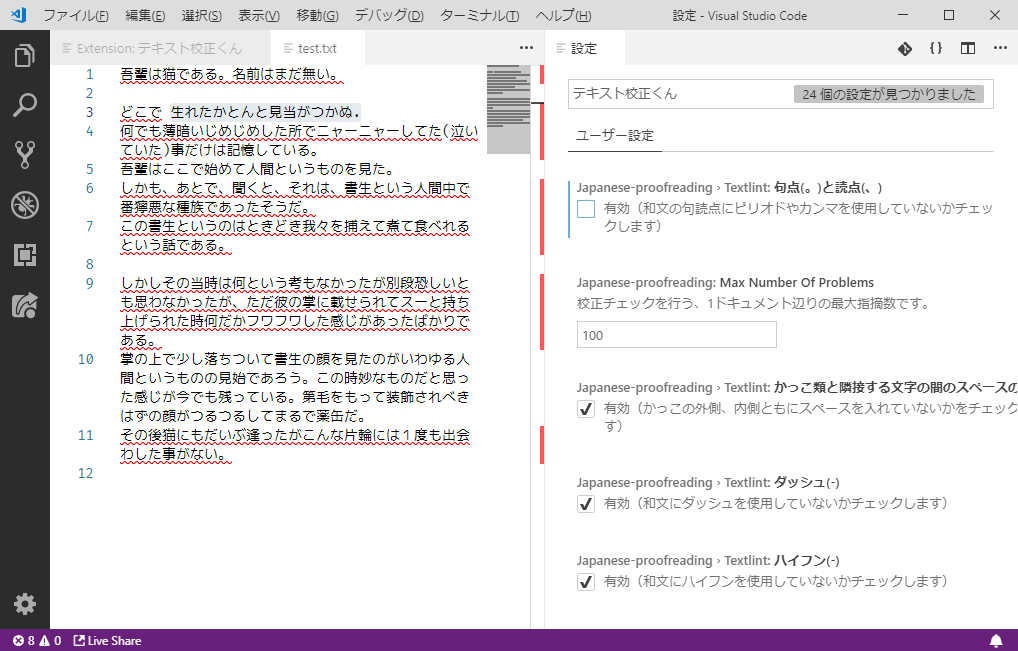 ファイル(F) 編集(E) 選択(S) 表示(V) 移動(G) デバッグ(D) ターミナル(T) ヘルプ(H) 設定 - Visual Studio Code
Extension: テキスト校正くん test.txt
1 吾輩は猫である。名前はまだ無い。
2
3 どこで 生れたかとんと見当がつかぬ.
4 何でも薄暗いじめじめした所でニャーニャーしてた(泣い
ていた)事だけは記憶している。
5 吾輩はここで始めて人間というものを見た。
6 しかも、あとで、聞くと、それは、書生という人間中で
番獰悪な種族であったそうだ。
7 この書生というのはときどき我々を捕えて煮て食べれる
という話である。
8
9 しかしその当時は何という考もなかったが別段恐しいと
も思わなかったが、ただ彼の掌に載せられてスーと持ち
上げられた時何だかフワフワした感じがあったばかりで
ある。
10 掌の上で少し落ちついて書生の顔を見たのがいわゆる人
間というものの見始であろう。この時妙なものだと思っ
た感じが今でも残っている。第毛をもって装飾されべき
はずの顔がつるつるしてまるで薬缶だ。
11 その後猫にもだいぶ逢ったがこんな片輪には１度も出会
わした事がない。
12
設定
テキスト校正くん 24 個の設定が見つかりました
ユーザー設定
Japanese-proofreading › Textlint: 句点(。)と読点(、)
有効（和文の句読点にピリオドやカンマを使用していないかチェッ
クします）
Japanese-proofreading: Max Number Of Problems
校正チェックを行う、1ドキュメント辺りの最大指摘数です。
100
Japanese-proofreading › Textlint: かっこ類と隣接する文字の間のスペースの
有効（かっこの外側、内側ともにスペースを入れていないかをチェック
す）
Japanese-proofreading › Textlint: ダッシュ(-)
有効（和文にダッシュを使用していないかチェックします）
Japanese-proofreading › Textlint: ハイフン(-)
有効（和文にハイフンを使用していないかチェックします）
8 0 Live Share